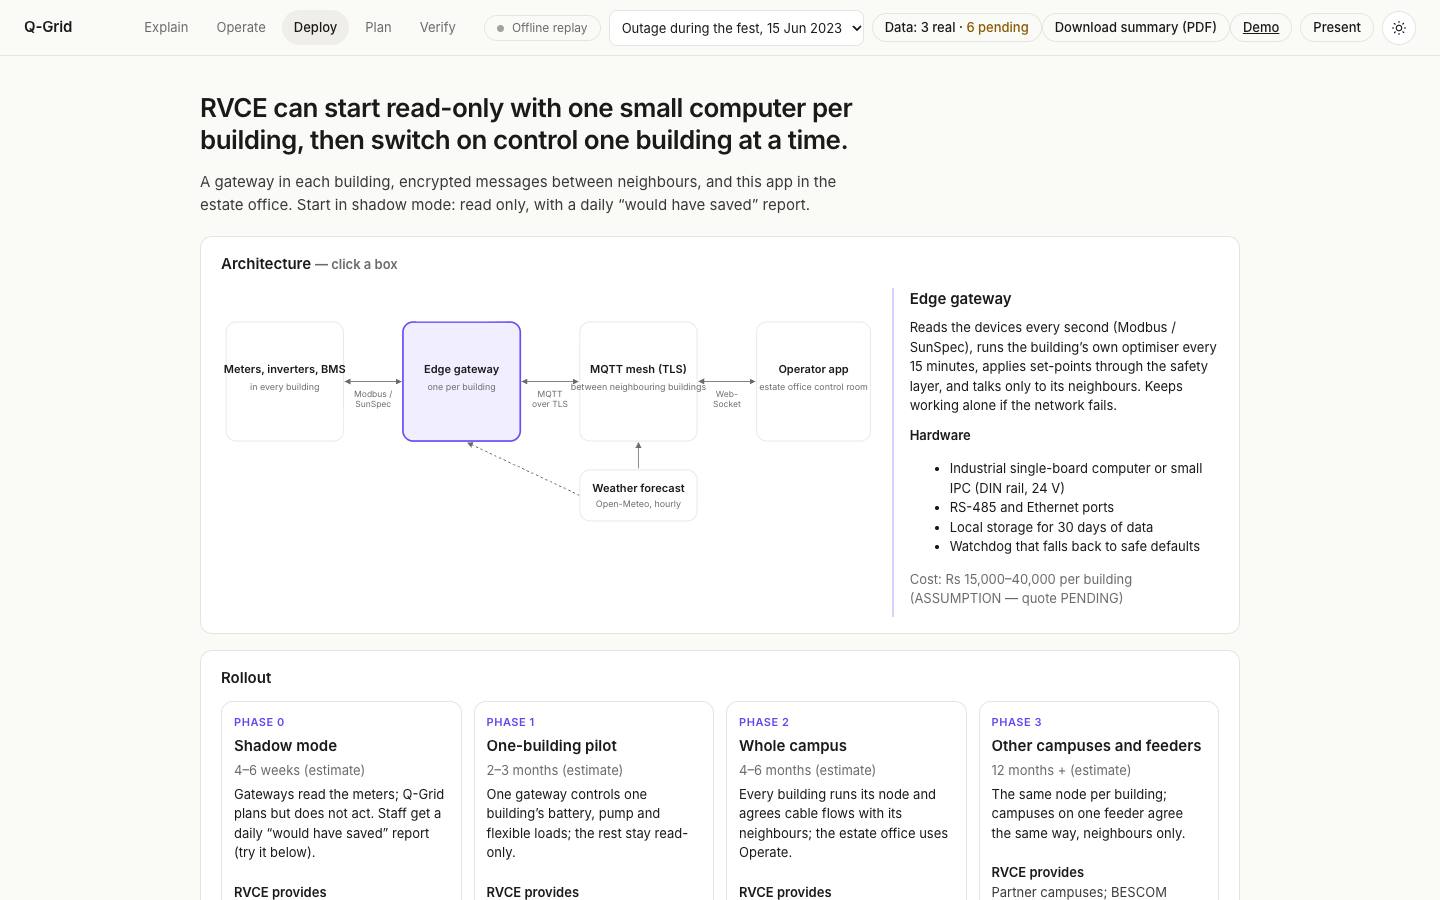 Q-Grid
Explain
Operate
Deploy
Plan
Verify
Offline replay
Outage during the fest, 15 Jun 2023
Data: 3 real · 6 pending
Download summary (PDF)
Demo
Present
RVCE can start read-only with one small computer per
building, then switch on control one building at a time.
A gateway in each building, encrypted messages between neighbours, and this app in the
estate office. Start in shadow mode: read only, with a daily “would have saved” report.
Architecture — click a box
Meters, inverters, BMS
in every building
Modbus /
SunSpec
Edge gateway
one per building
MQTT
over TLS
MQTT mesh (TLS)
between neighbouring buildings
Web-
Socket
Operator app
estate office control room
Weather forecast
Open-Meteo, hourly
Edge gateway
Reads the devices every second (Modbus /
SunSpec), runs the building’s own optimiser every
15 minutes, applies set-points through the safety
layer, and talks only to its neighbours. Keeps
working alone if the network fails.
Hardware
• Industrial single-board computer or small
IPC (DIN rail, 24 V)
• RS-485 and Ethernet ports
• Local storage for 30 days of data
• Watchdog that falls back to safe defaults
Cost: Rs 15,000–40,000 per building
(ASSUMPTION — quote PENDING)
Rollout
PHASE 0
Shadow mode
4–6 weeks (estimate)
Gateways read the meters; Q-Grid
plans but does not act. Staff get a
daily “would have saved” report
(try it below).
RVCE provides
PHASE 1
One-building pilot
2–3 months (estimate)
One gateway controls one
building’s battery, pump and
flexible loads; the rest stay read-
only.
RVCE provides
PHASE 2
Whole campus
4–6 months (estimate)
Every building runs its node and
agrees cable flows with its
neighbours; the estate office uses
Operate.
RVCE provides
PHASE 3
Other campuses and feeders
12 months + (estimate)
The same node per building;
campuses on one feeder agree
the same way, neighbours only.
RVCE provides
Partner campuses; BESCOM